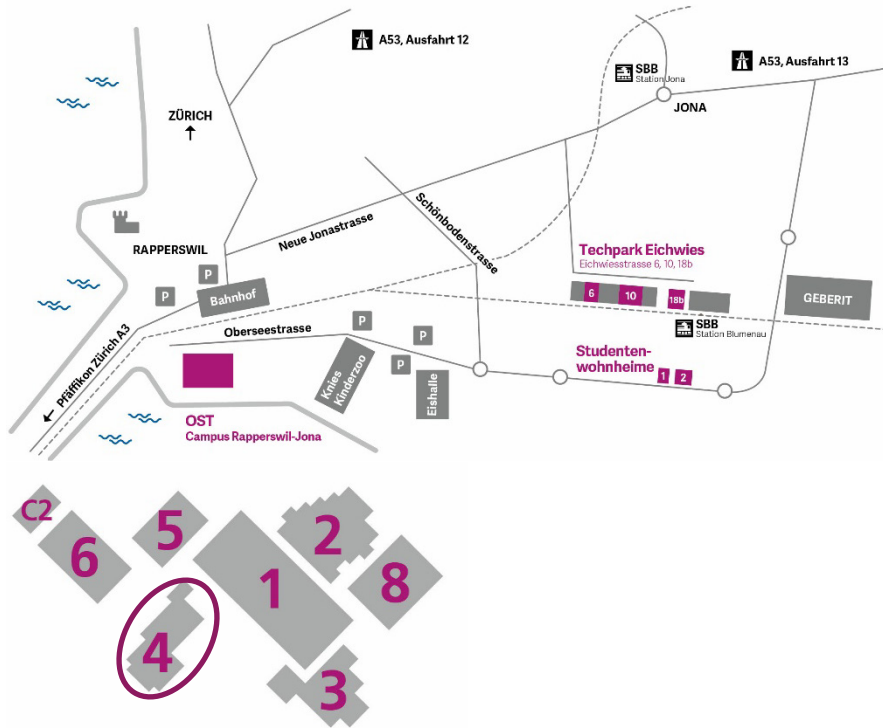 A53, Ausfahrt 12
SBB
Station Jona
A53, Ausfahrt 13
ZÜRICH
JONA
Neue Jonastrasse
Schönbodenstrasse
RAPPERSWIL
Techpark Eichwies
Eichwiesstrasse 6, 10, 18b
P
P
Bahnhof
6
10
18b
GEBERIT
Pfäffikon Zürich A3
Oberseestrasse
P
P
P
SBB
Station Blumenau
Knies
Kinderzoo
Eishalle
Studenten-
wohnheime
1
2
OST
Campus Rapperswil-Jona
C2
6
5
2
1
8
4
3